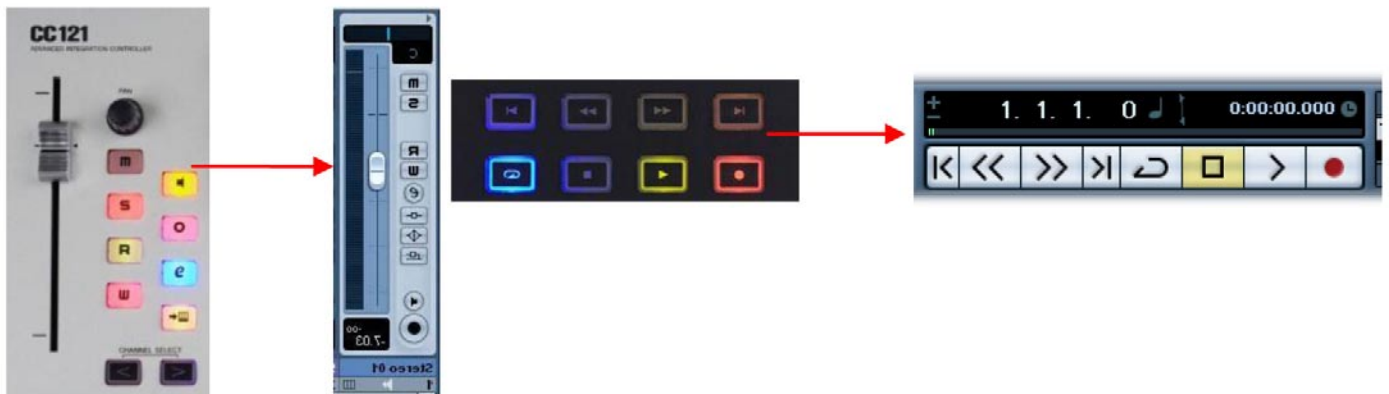 CC121
ADVANCED INTEGRATION CONTROLLER
PAN
M
S
O
R
e
W
CHANNEL SELECT
< >
C
M
S
R
W
e
-oo
-7.03
Stereo 01
1
1. 1. 1. 0
0:00:00.000